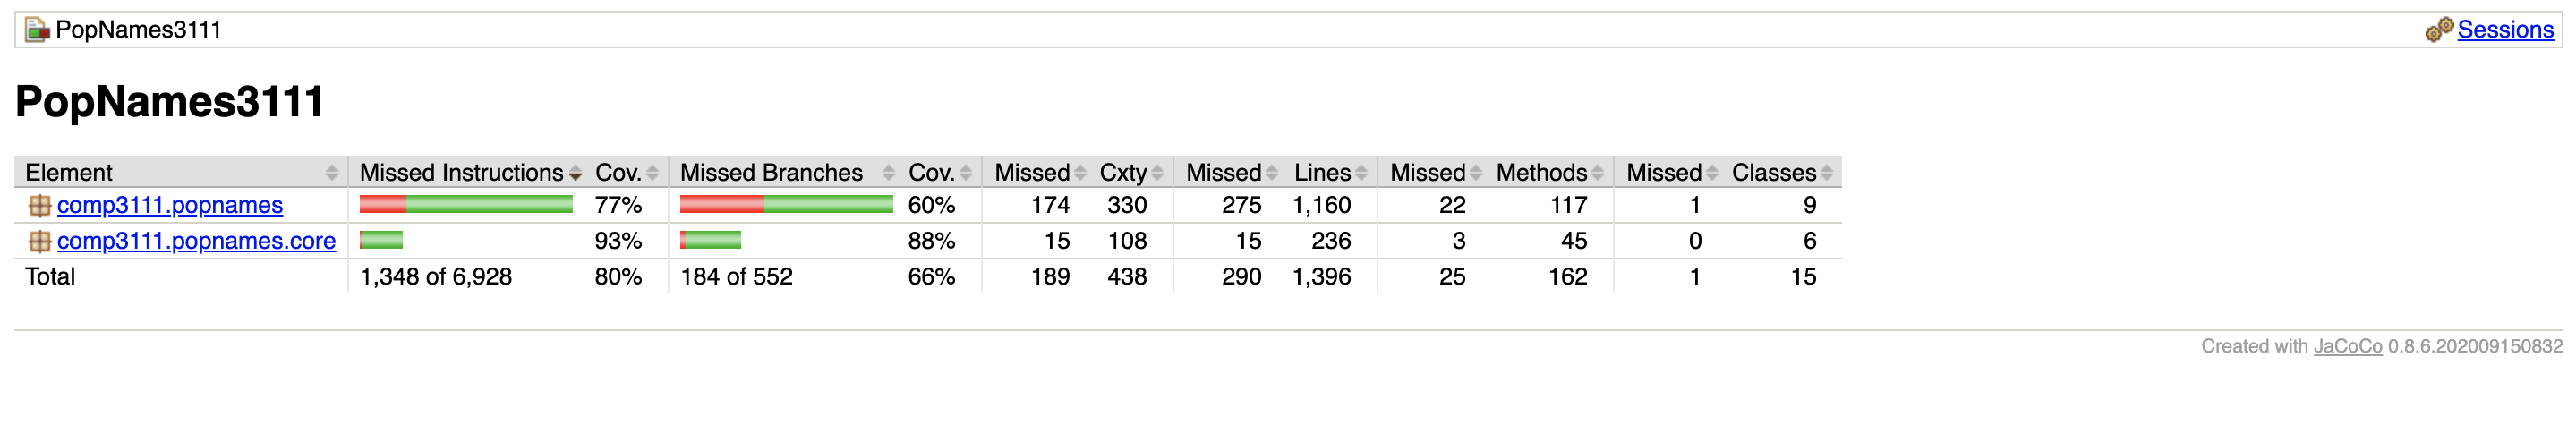 PopNames3111 Sessions
PopNames3111
Element Missed Instructions Cov. Missed Branches Cov. Missed Cxty Missed Lines Missed Methods Missed Classes
comp3111.popnames 77% 60% 174 330 275 1,160 22 117 1 9
comp3111.popnames.core 93% 88% 15 108 15 236 3 45 0 6
Total 1,348 of 6,928 80% 184 of 552 66% 189 438 290 1,396 25 162 1 15
Created with JaCoCo 0.8.6.202009150832